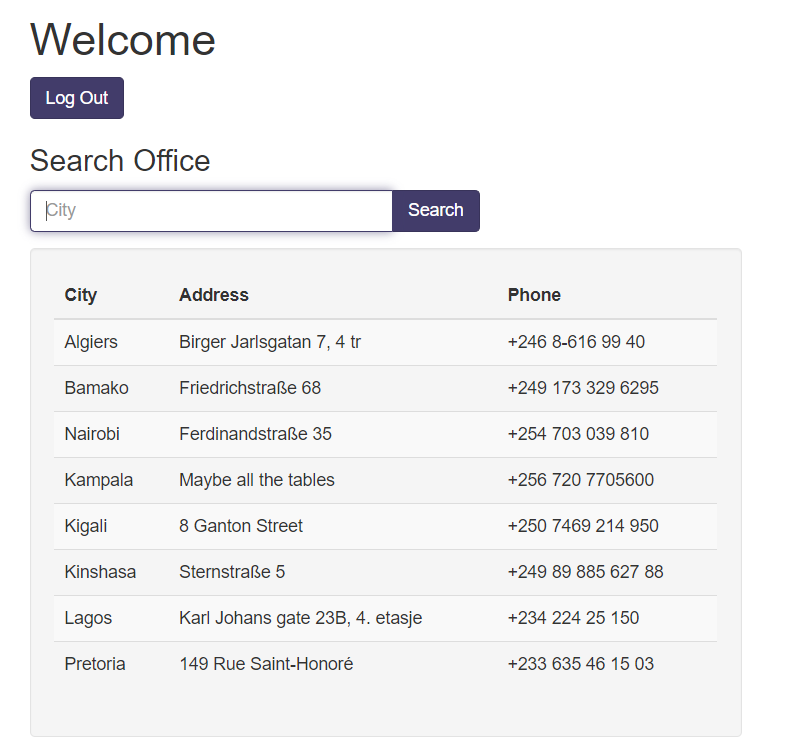 Welcome
Log Out
Search Office
City
Search
City Address Phone
Algiers Birger Jarlsgatan 7, 4 tr +246 8-616 99 40
Bamako Friedrichstraße 68 +249 173 329 6295
Nairobi Ferdinandstraße 35 +254 703 039 810
Kampala Maybe all the tables +256 720 7705600
Kigali 8 Ganton Street +250 7469 214 950
Kinshasa Sternstraße 5 +249 89 885 627 88
Lagos Karl Johans gate 23B, 4. etasje +234 224 25 150
Pretoria 149 Rue Saint-Honoré +233 635 46 15 03